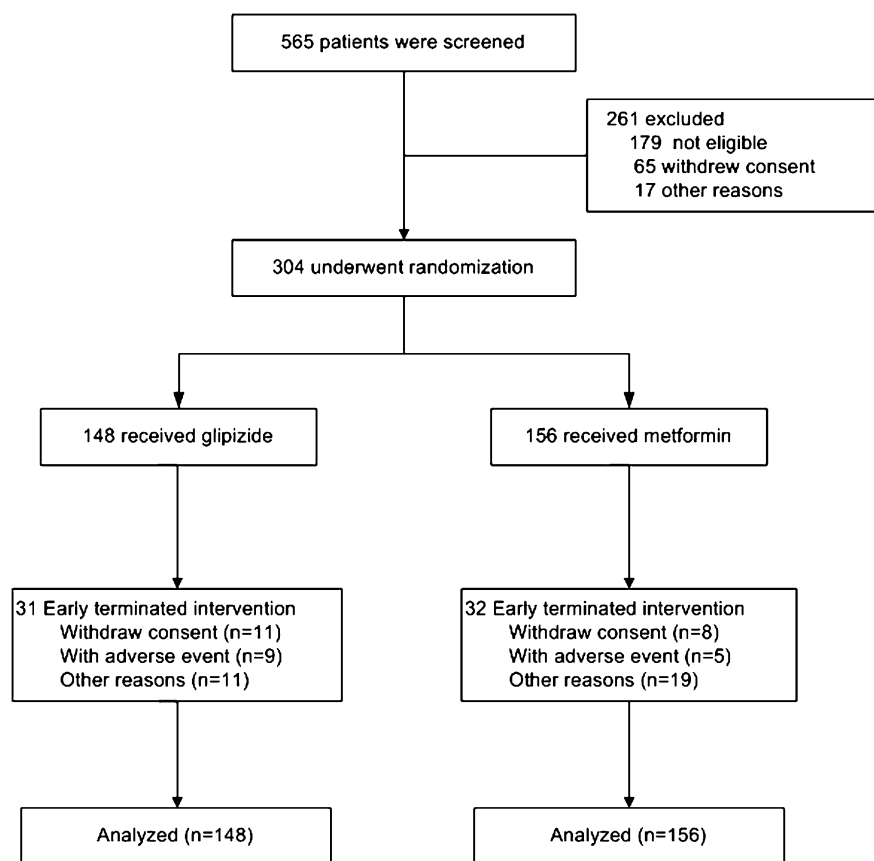 565 patients were screened
261 excluded
179 not eligible
65 withdrew consent
17 other reasons
304 underwent randomization
148 received glipizide
156 received metformin
31 Early terminated intervention
Withdraw consent (n=11)
With adverse event (n=9)
Other reasons (n=11)
32 Early terminated intervention
Withdraw consent (n=8)
With adverse event (n=5)
Other reasons (n=19)
Analyzed (n=148)
Analyzed (n=156)